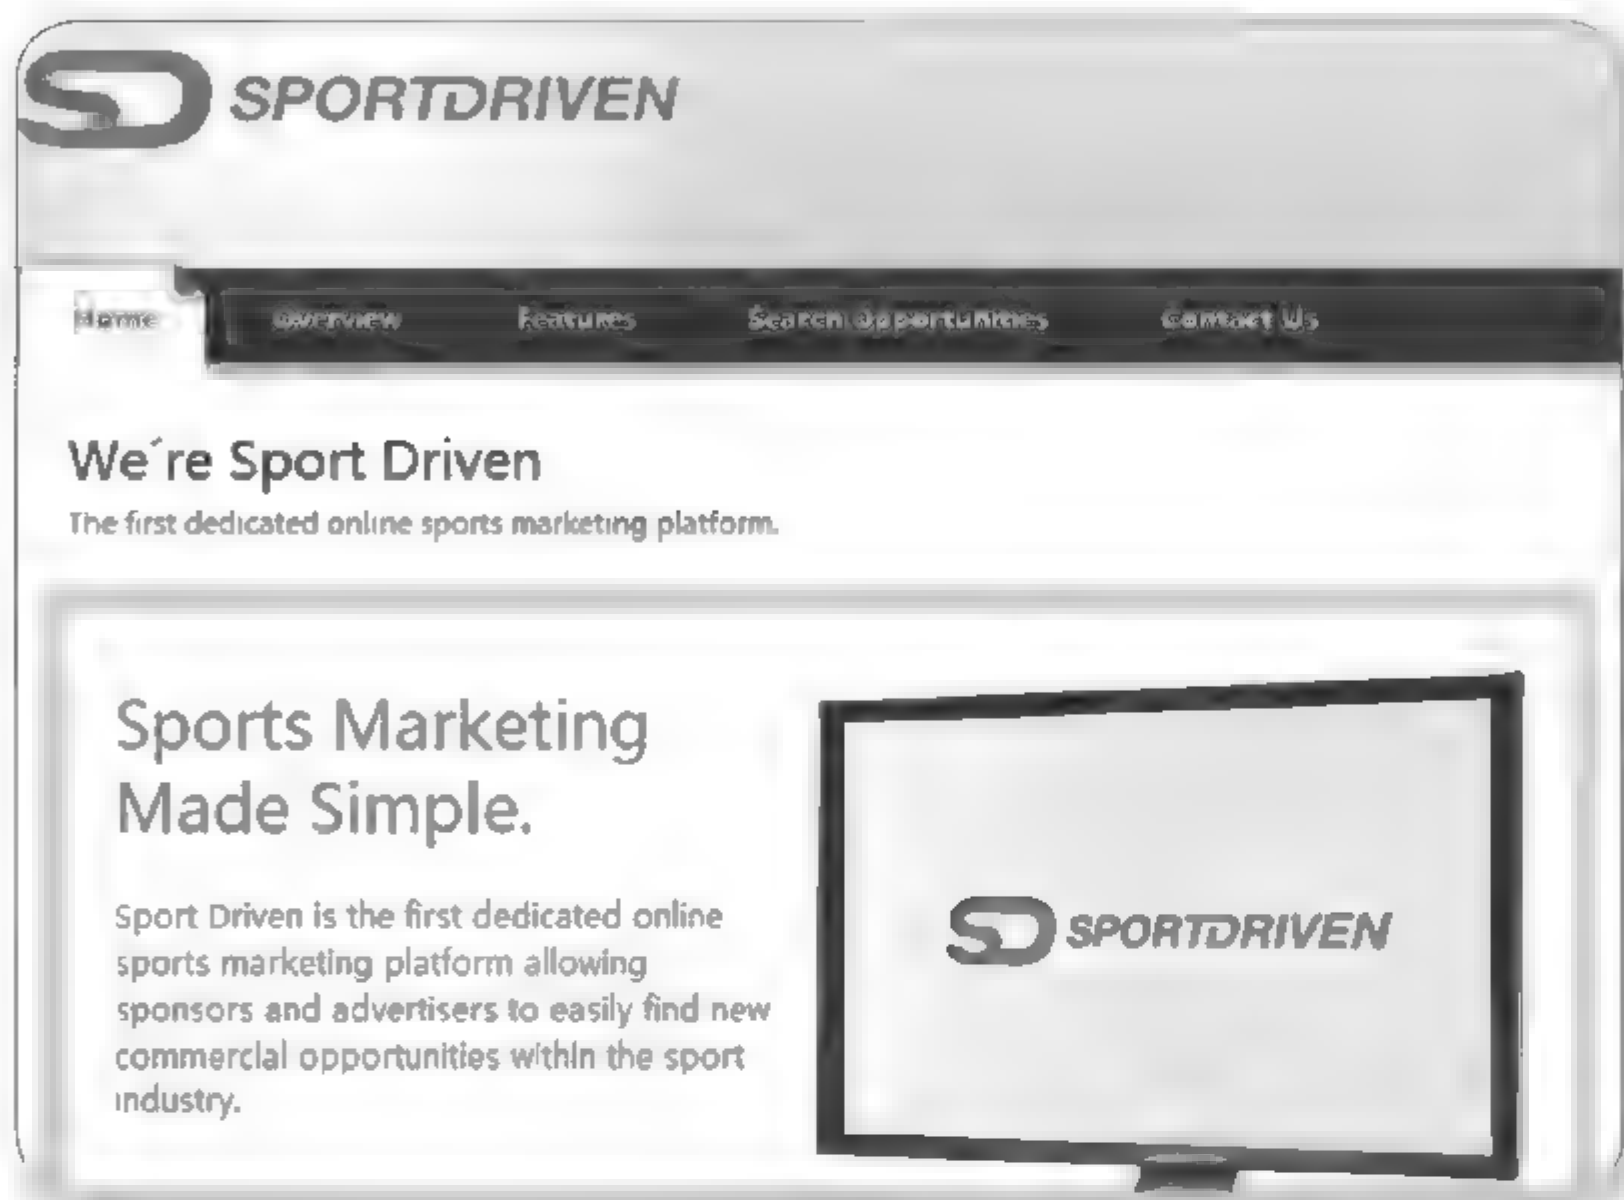 SD SPORTDRIVEN
Home Overview Features Search Opportunities Contact Us
We´re Sport Driven
The first dedicated online sports marketing platform.
Sports Marketing
Made Simple.
Sport Driven is the first dedicated online
sports marketing platform allowing
sponsors and advertisers to easily find new
commercial opportunities within the sport
industry.
SD SPORTDRIVEN